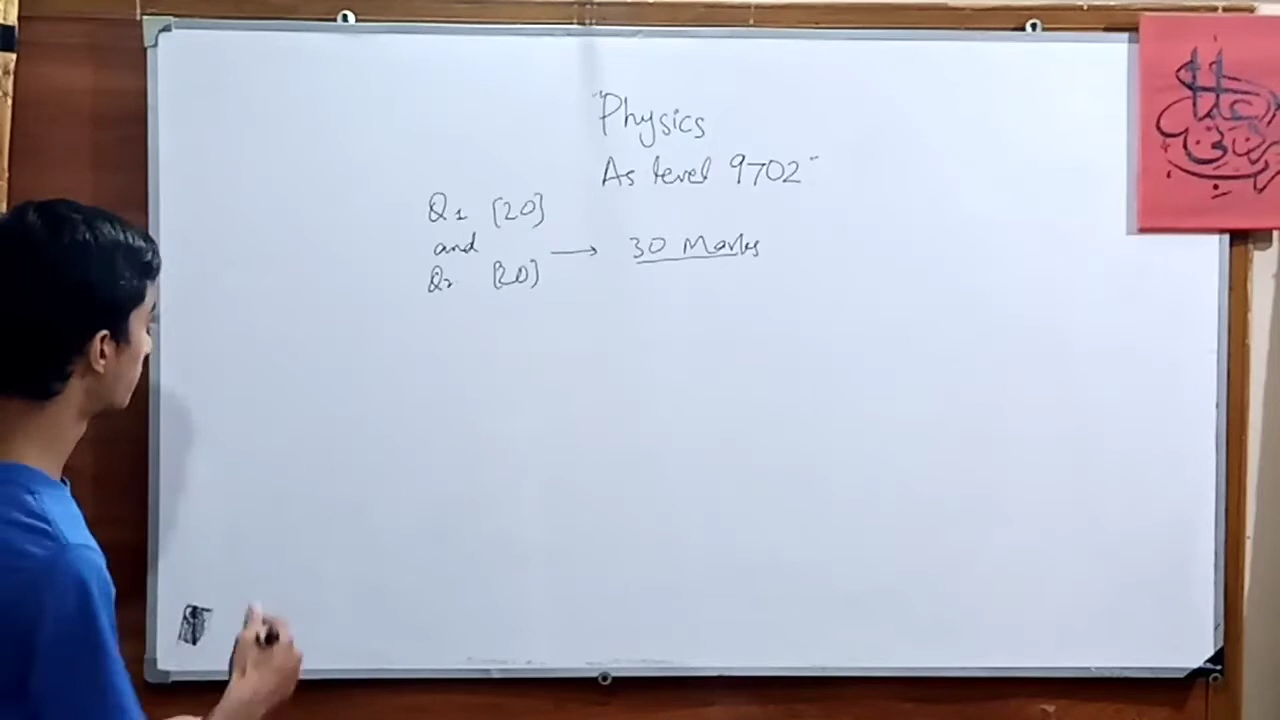 "Physics
As level 9702"
Q1 [20]
and → 30 Marks
Q2 [20]